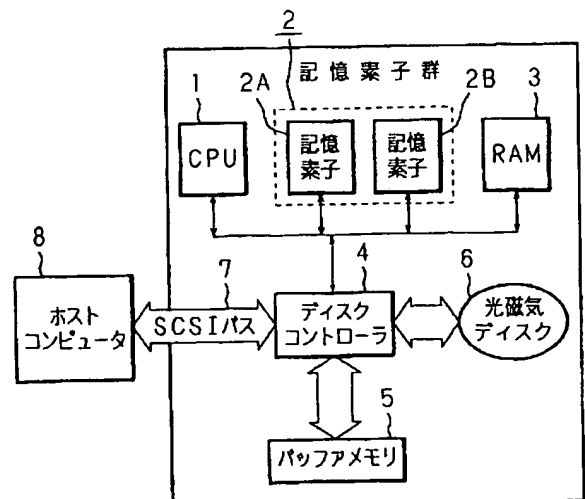 2
記憶素子群
1
2A
2B
3
CPU
記憶
素子
記憶
素子
RAM
8
7
4
6
ホスト
コンピュータ
SCSIバス
ディスク
コントローラ
光磁気
ディスク
5
バッファメモリ